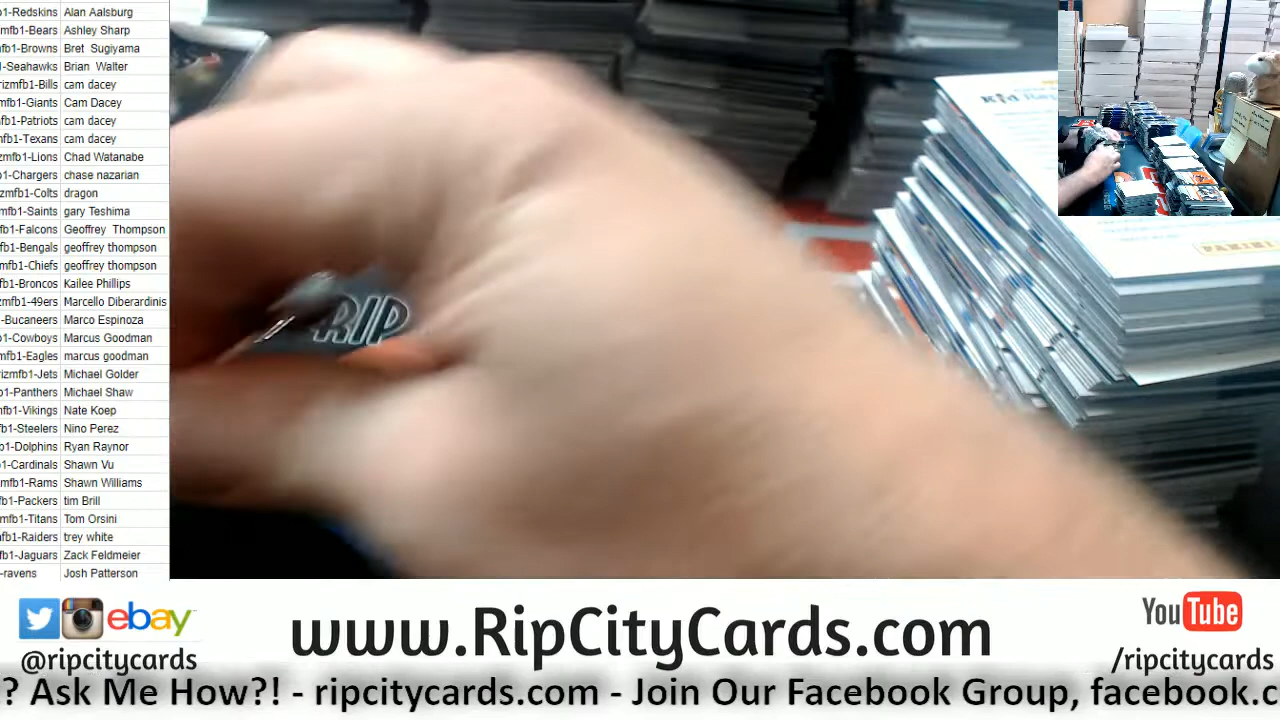 fb1-Redskins Alan Aalsburg
mfb1-Bears Ashley Sharp
nfb1-Browns Bret Sugiyama
1-Seahawks Brian Walter
rizmfb1-Bills cam dacey
mfb1-Giants Cam Dacey
nfb1-Patriots cam dacey
mfb1-Texans cam dacey
zmfb1-Lions Chad Watanabe
b1-Chargers chase nazarian
izmfb1-Colts dragon
mfb1-Saints gary Teshima
mfb1-Falcons Geoffrey Thompson
fb1-Bengals geoffrey thompson
mfb1-Chiefs geoffrey thompson
fb1-Broncos Kailee Phillips
zmfb1-49ers Marcello Diberardinis
1-Bucaneers Marco Espinoza
b1-Cowboys Marcus Goodman
mfb1-Eagles marcus goodman
rizmfb1-Jets Michael Golder
b1-Panthers Michael Shaw
nfb1-Vikings Nate Koep
fb1-Steelers Nino Perez
b1-Dolphins Ryan Raynor
b1-Cardinals Shawn Vu
mfb1-Rams Shawn Williams
fb1-Packers tim Brill
mfb1-Titans Tom Orsini
nfb1-Raiders trey white
fb1-Jaguars Zack Feldmeier
-ravens Josh Patterson
RIP
PANINI
ebay
@ripcitycards
www.RipCityCards.com
YouTube
/ripcitycards
? Ask Me How?! - ripcitycards.com - Join Our Facebook Group, facebook.c